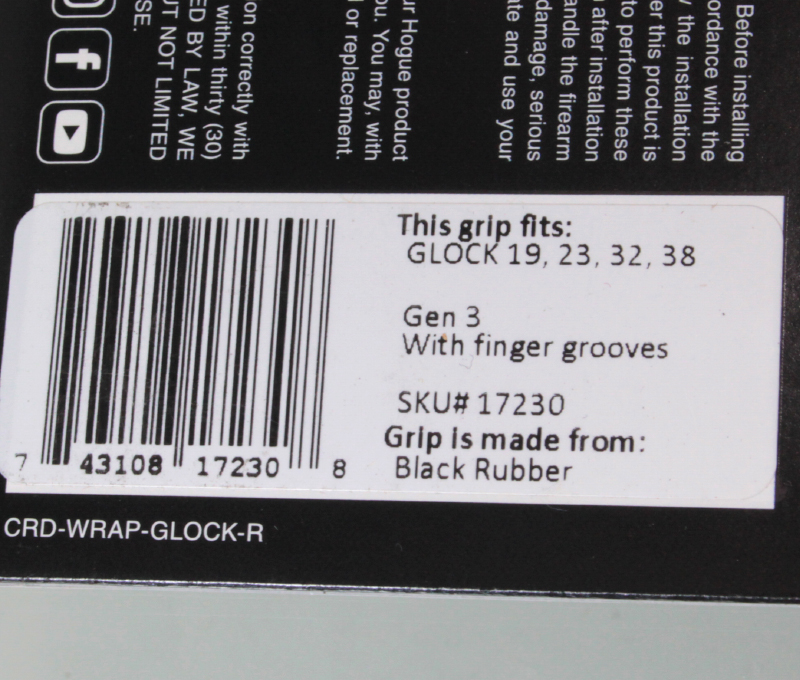 Before installing
ordance with the
the installation
er this product is
to perform these
after installation
andle the firearm
damage, serious
ate and use your
ur Hogue product
ou. You may, with
or replacement.
on correctly with
within thirty (30)
ED BY LAW, WE
UT NOT LIMITED
SE.
This grip fits:
GLOCK 19, 23, 32, 38
Gen 3
With finger grooves
SKU# 17230
Grip is made from:
Black Rubber
7 43108 17230 8
CRD-WRAP-GLOCK-R